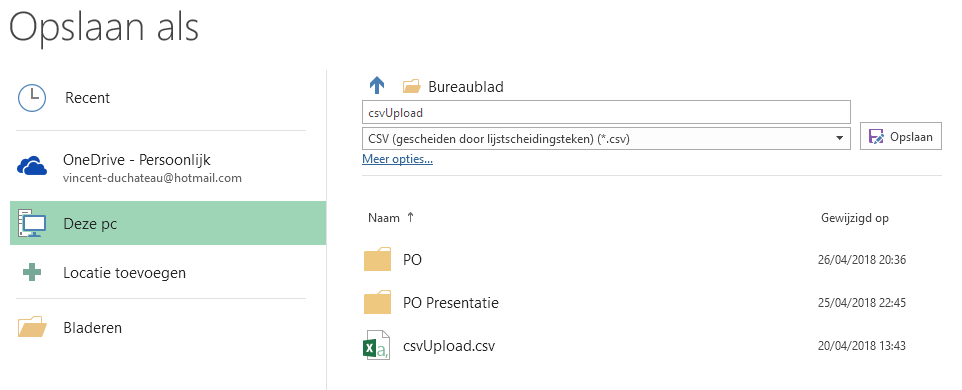 Opslaan als
Recent
OneDrive - Persoonlijk
vincent-duchateau@hotmail.com
Deze pc
Locatie toevoegen
Bladeren
Bureaublad
csvUpload
CSV (gescheiden door lijstscheidingsteken) (*.csv)
Opslaan
Meer opties...
Naam ↑ Gewijzigd op
PO 26/04/2018 20:36
PO Presentatie 25/04/2018 22:45
csvUpload.csv 20/04/2018 13:43